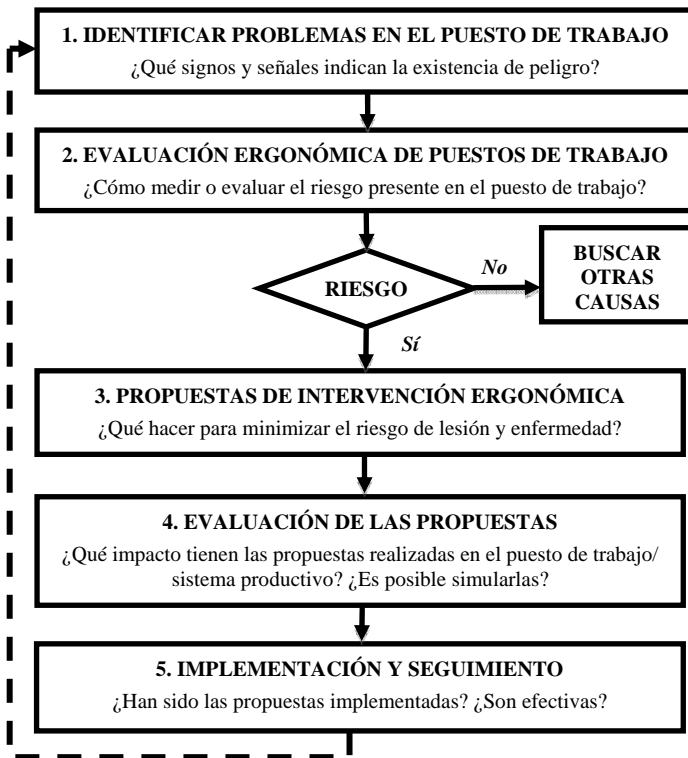 1. IDENTIFICAR PROBLEMAS EN EL PUESTO DE TRABAJO
¿Qué signos y señales indican la existencia de peligro?
2. EVALUACIÓN ERGONÓMICA DE PUESTOS DE TRABAJO
¿Cómo medir o evaluar el riesgo presente en el puesto de trabajo?
RIESGO
No
BUSCAR
OTRAS
CAUSAS
Sí
3. PROPUESTAS DE INTERVENCIÓN ERGONÓMICA
¿Qué hacer para minimizar el riesgo de lesión y enfermedad?
4. EVALUACIÓN DE LAS PROPUESTAS
¿Qué impacto tienen las propuestas realizadas en el puesto de trabajo/
sistema productivo? ¿Es posible simularlas?
5. IMPLEMENTACIÓN Y SEGUIMIENTO
¿Han sido las propuestas implementadas? ¿Son efectivas?